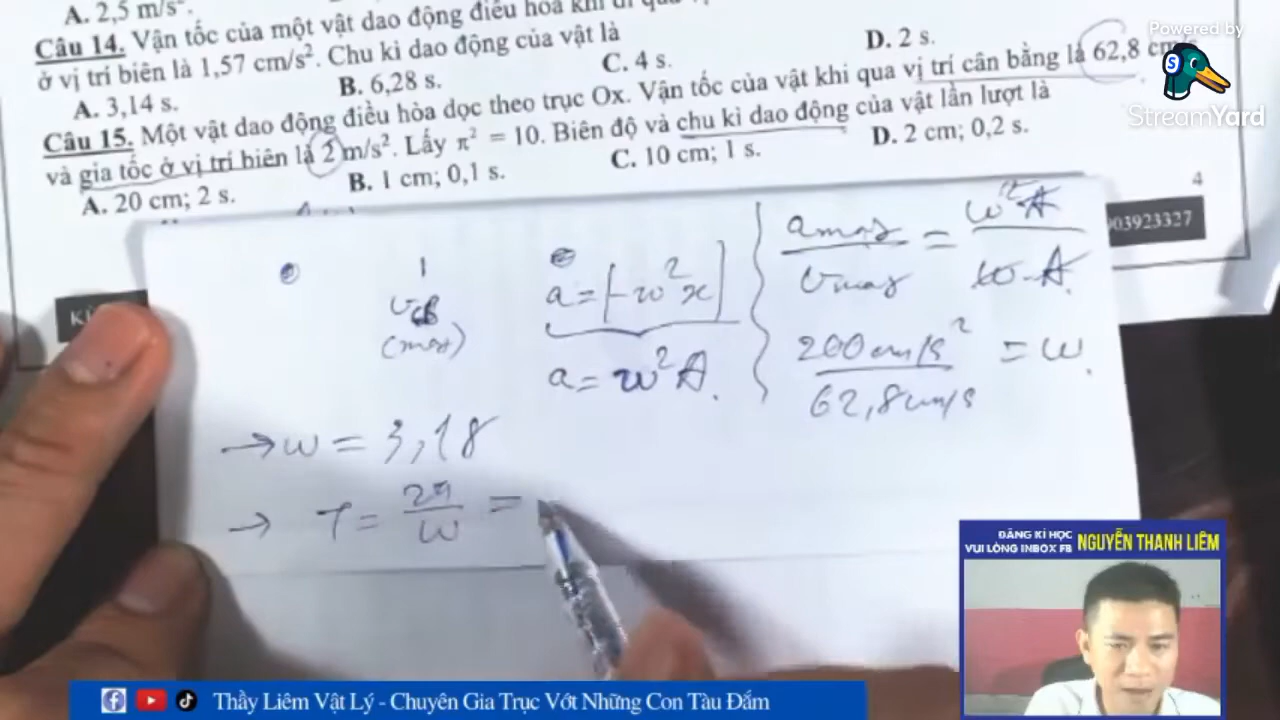 A. 2,5 m/s².
Câu 14. Vận tốc của một vật dao động điều hòa khi đi qua
ở vị trí biên là 1,57 cm/s². Chu kì dao động của vật là
A. 3,14 s. B. 6,28 s. C. 4 s. D. 2 s.
Câu 15. Một vật dao động điều hòa dọc theo trục Ox. Vận tốc của vật khi qua vị trí cân bằng là 62,8 cm/s
và gia tốc ở vị trí biên là 2 m/s². Lấy π² = 10. Biên độ và chu kì dao động của vật lần lượt là
A. 20 cm; 2 s. B. 1 cm; 0,1 s. C. 10 cm; 1 s. D. 2 cm; 0,2 s.
4
03923327
(max)
a = |-ω²x|
a = ω²A.
amax / vmax = ω²A / ω.A.
200cm/s² / 62,8cm/s = ω.
→ ω = 3,18
→ T = 2π / ω =
Powered by
StreamYard
ĐĂNG KÍ HỌC
VUI LÒNG INBOX FB NGUYỄN THANH LIÊM
Thầy Liêm Vật Lý - Chuyên Gia Trục Vớt Những Con Tàu Đắm